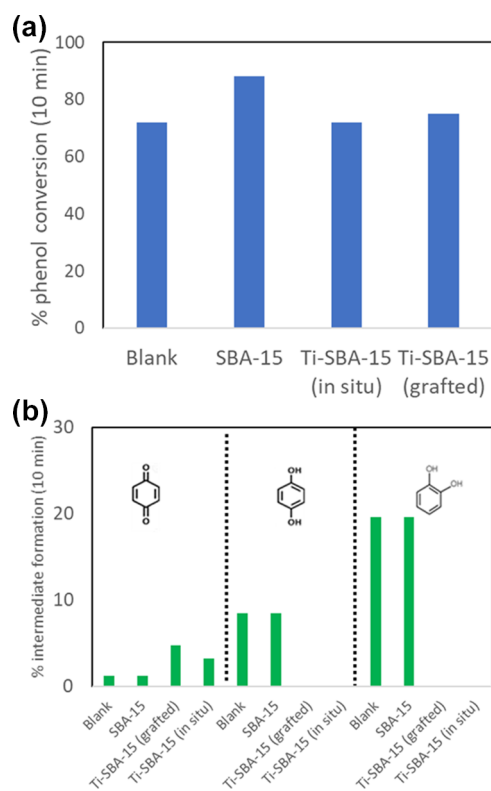 (a)
% phenol conversion (10 min)
100
80
60
40
20
0
Blank
SBA-15
Ti-SBA-15
(in situ)
Ti-SBA-15
(grafted)
(b)
% intermediate formation (10 min)
30
20
10
0
O
O
OH
OH
OH
OH
Blank
SBA-15
Ti-SBA-15 (grafted)
Ti-SBA-15 (in situ)
Blank
SBA-15
Ti-SBA-15 (grafted)
Ti-SBA-15 (in situ)
Blank
SBA-15
Ti-SBA-15 (grafted)
Ti-SBA-15 (in situ)